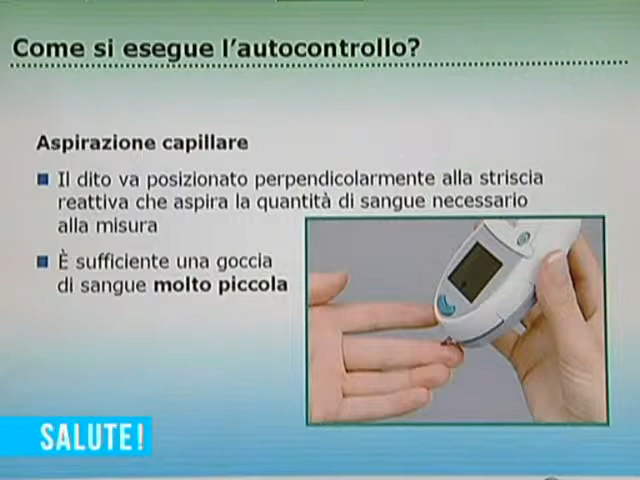 Come si esegue l'autocontrollo?
Aspirazione capillare
Il dito va posizionato perpendicolarmente alla striscia
reattiva che aspira la quantità di sangue necessario
alla misura
È sufficiente una goccia
di sangue molto piccola
SALUTE!